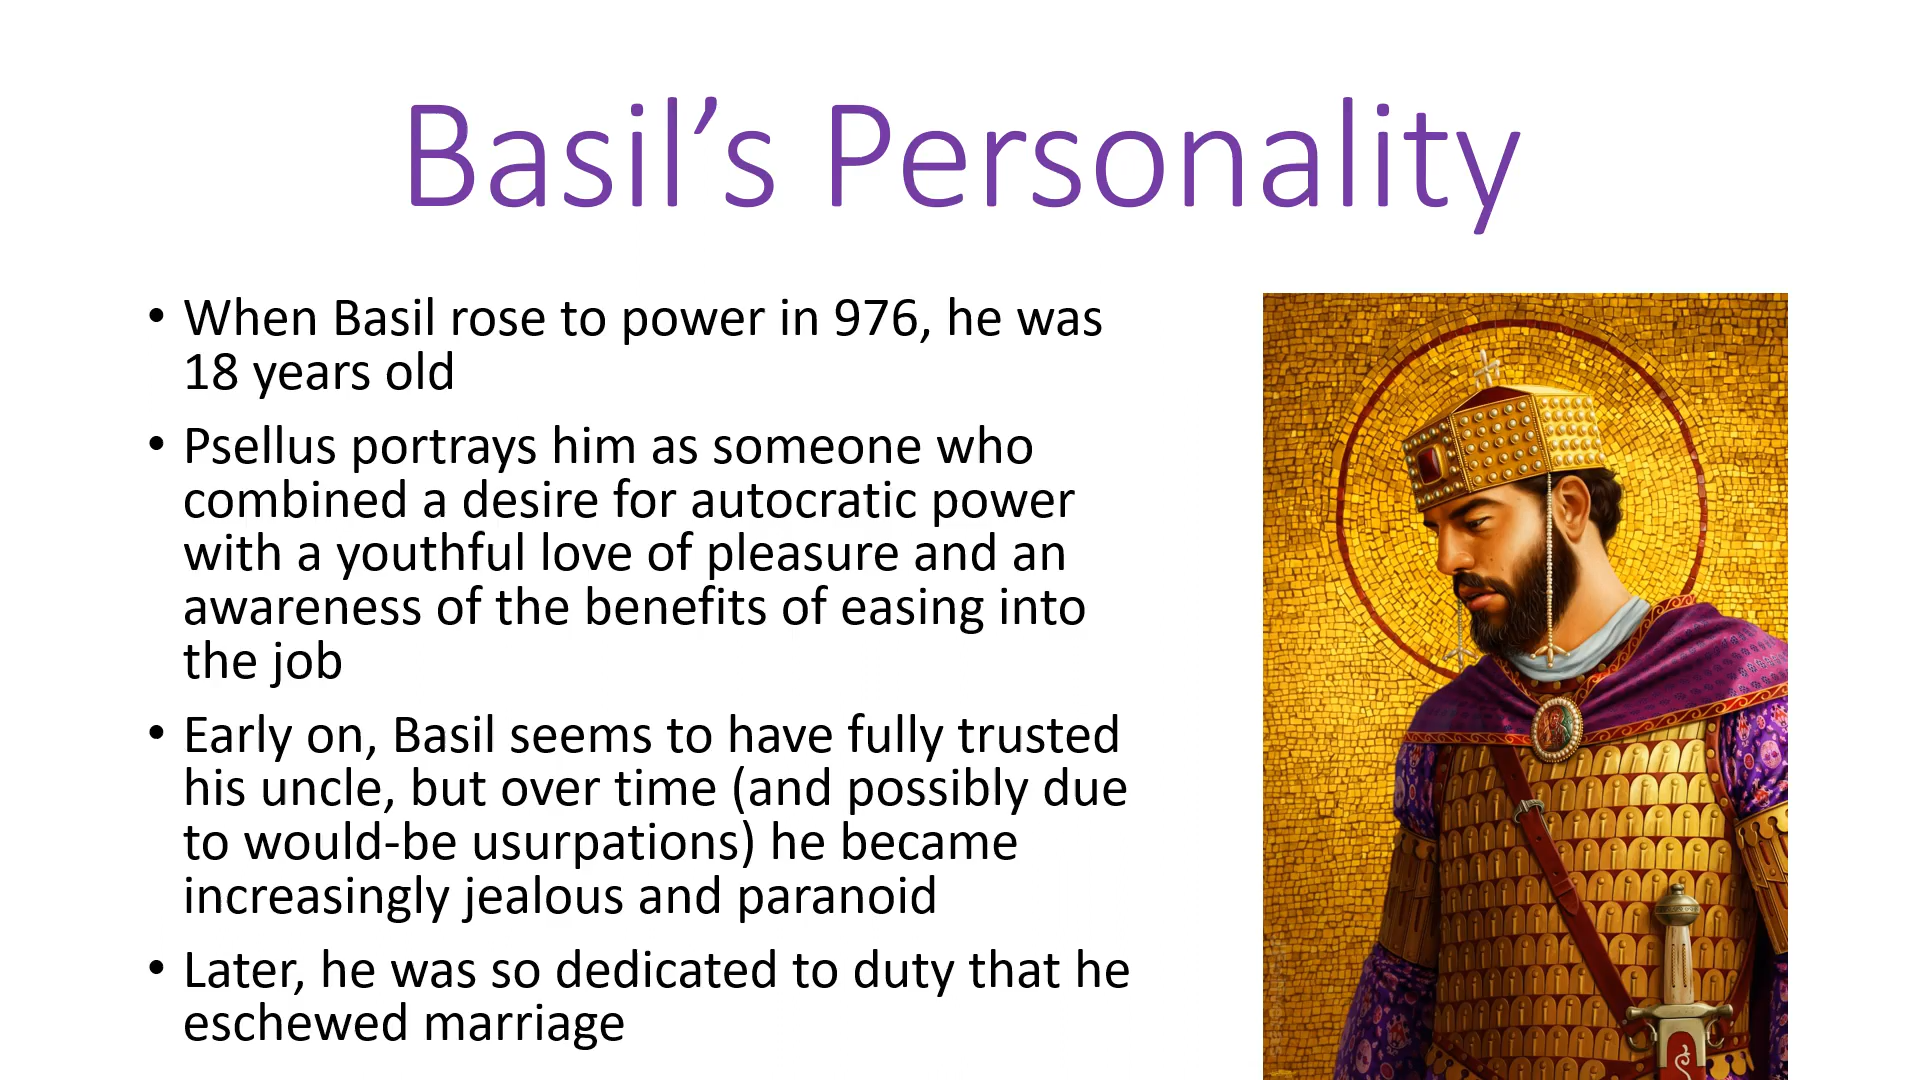 Basil’s Personality
• When Basil rose to power in 976, he was
18 years old
• Psellus portrays him as someone who
combined a desire for autocratic power
with a youthful love of pleasure and an
awareness of the benefits of easing into
the job
• Early on, Basil seems to have fully trusted
his uncle, but over time (and possibly due
to would-be usurpations) he became
increasingly jealous and paranoid
• Later, he was so dedicated to duty that he
eschewed marriage